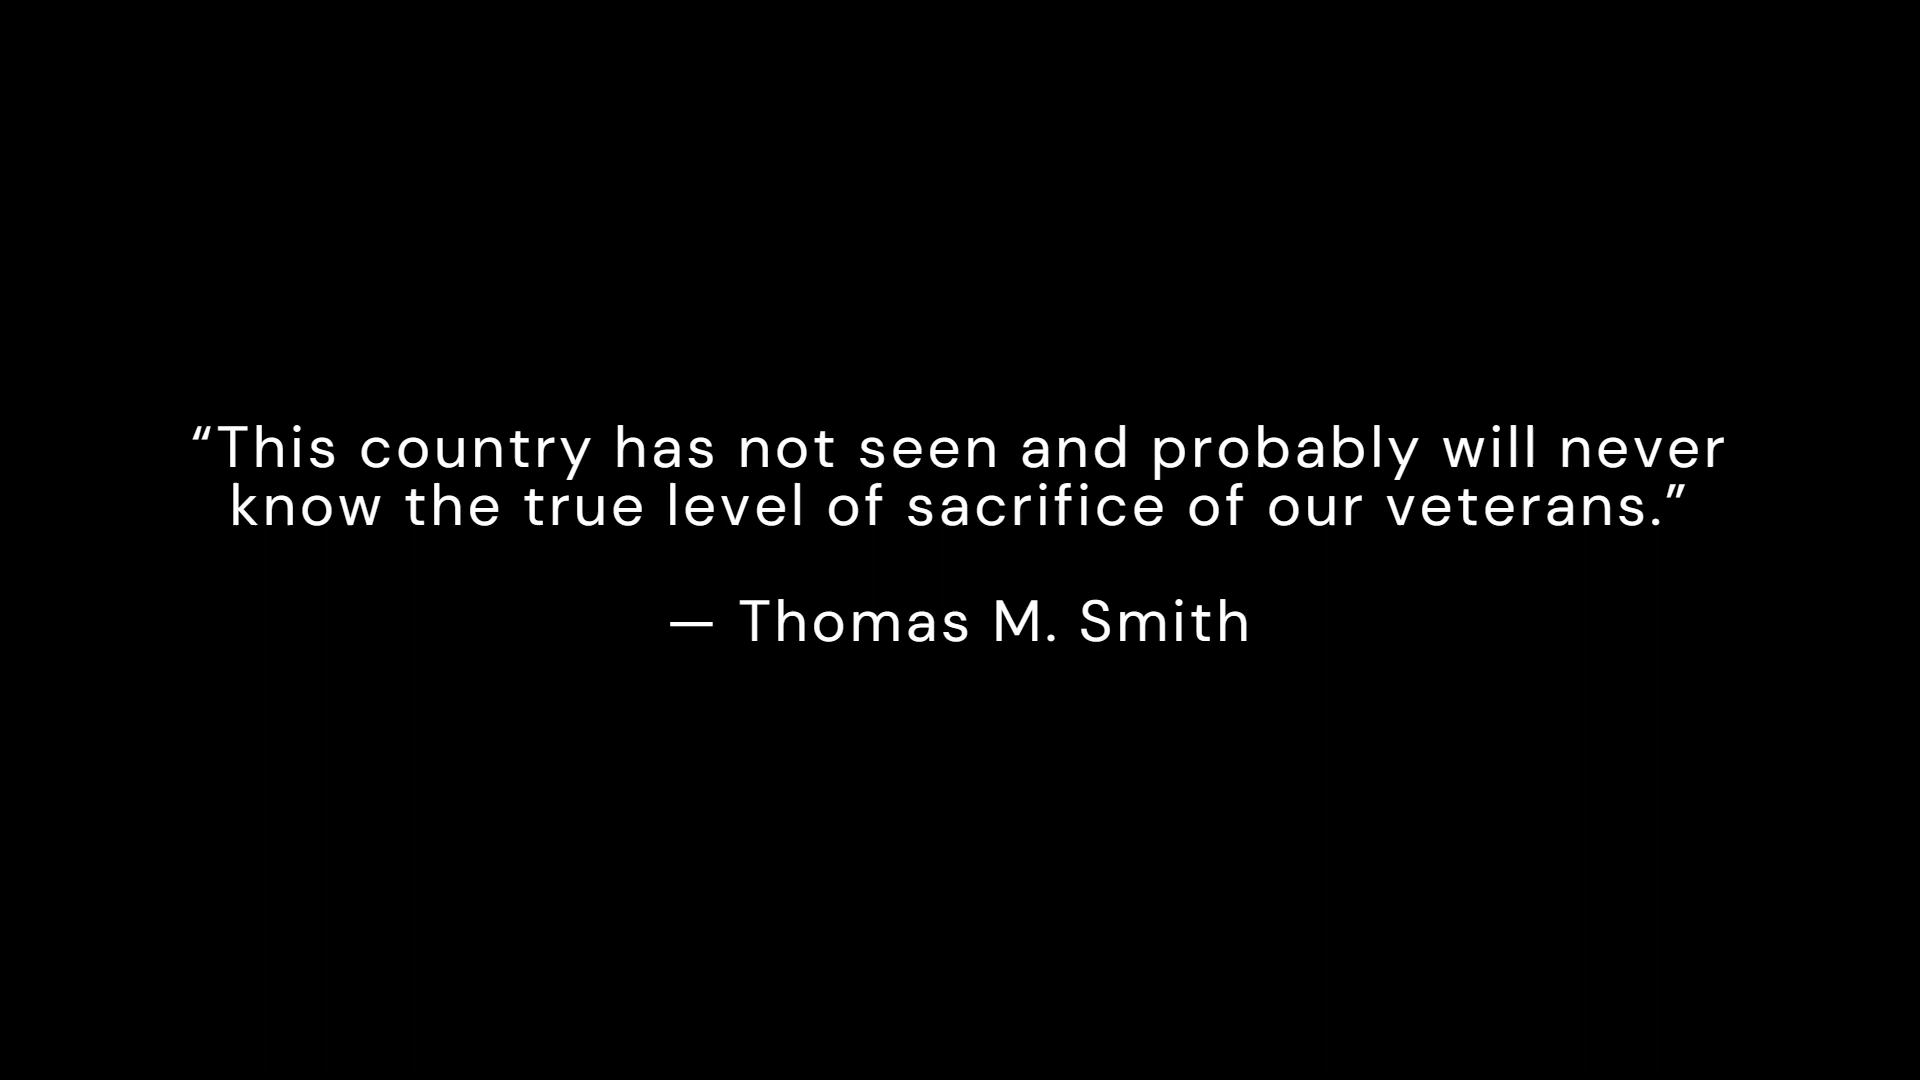 “This country has not seen and probably will never
know the true level of sacrifice of our veterans.”
— Thomas M. Smith